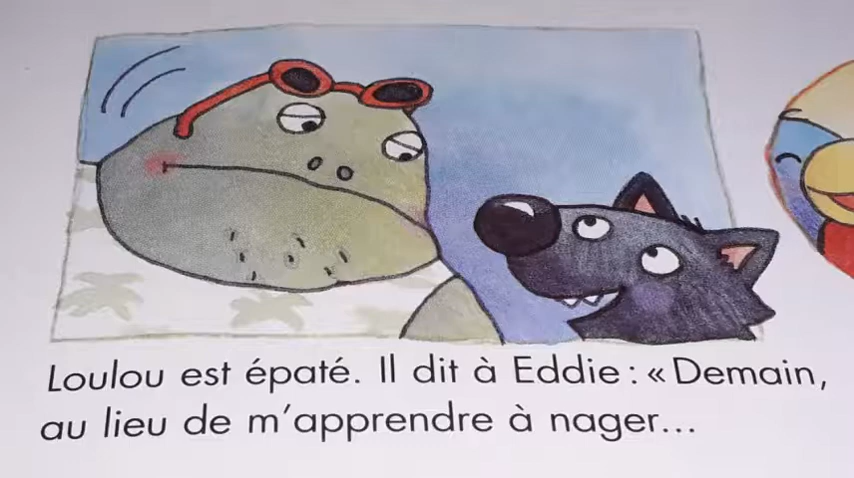 Loulou est épaté. Il dit à Eddie : « Demain,
au lieu de m'apprendre à nager...